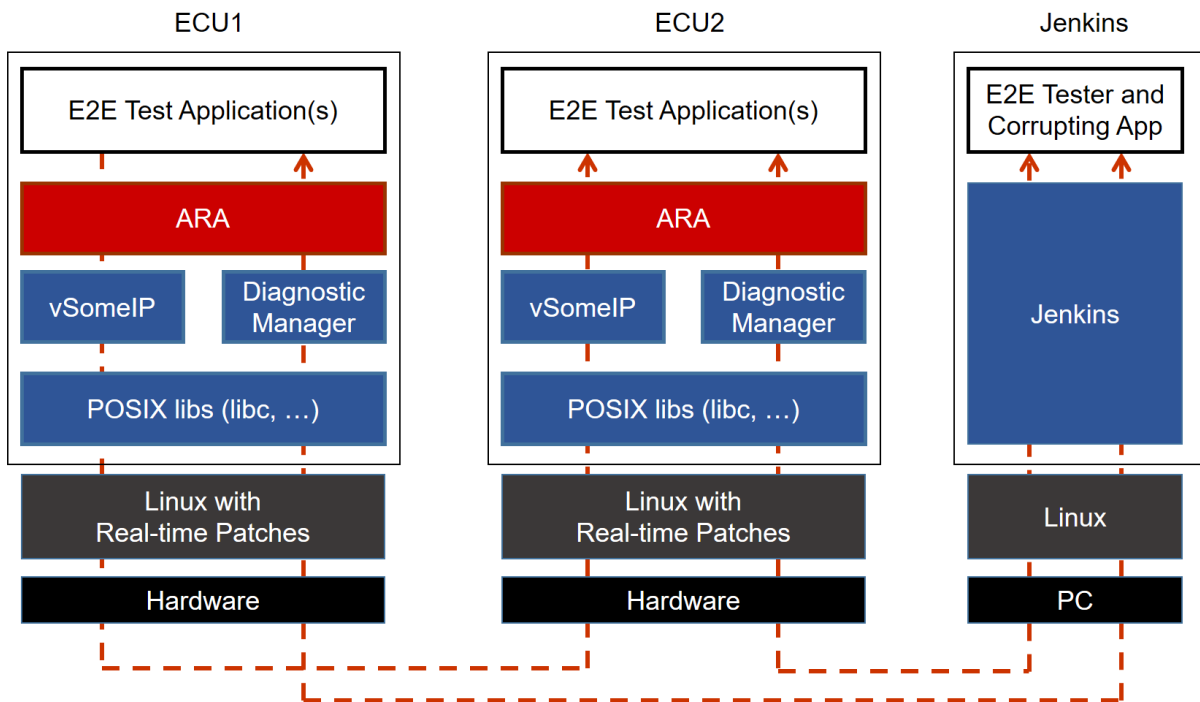 ECU1
ECU2
Jenkins
E2E Test Application(s)
E2E Test Application(s)
E2E Tester and
Corrupting App
ARA
ARA
Jenkins
vSomeIP
Diagnostic
Manager
vSomeIP
Diagnostic
Manager
POSIX libs (libc, …)
POSIX libs (libc, …)
Linux with
Real-time Patches
Linux with
Real-time Patches
Linux
Hardware
Hardware
PC